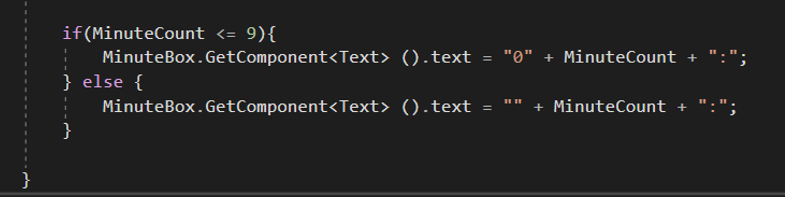 if(MinuteCount <= 9){
MinuteBox.GetComponent<Text> ().text = "0" + MinuteCount + ":";
} else {
MinuteBox.GetComponent<Text> ().text = "" + MinuteCount + ":";
}
}